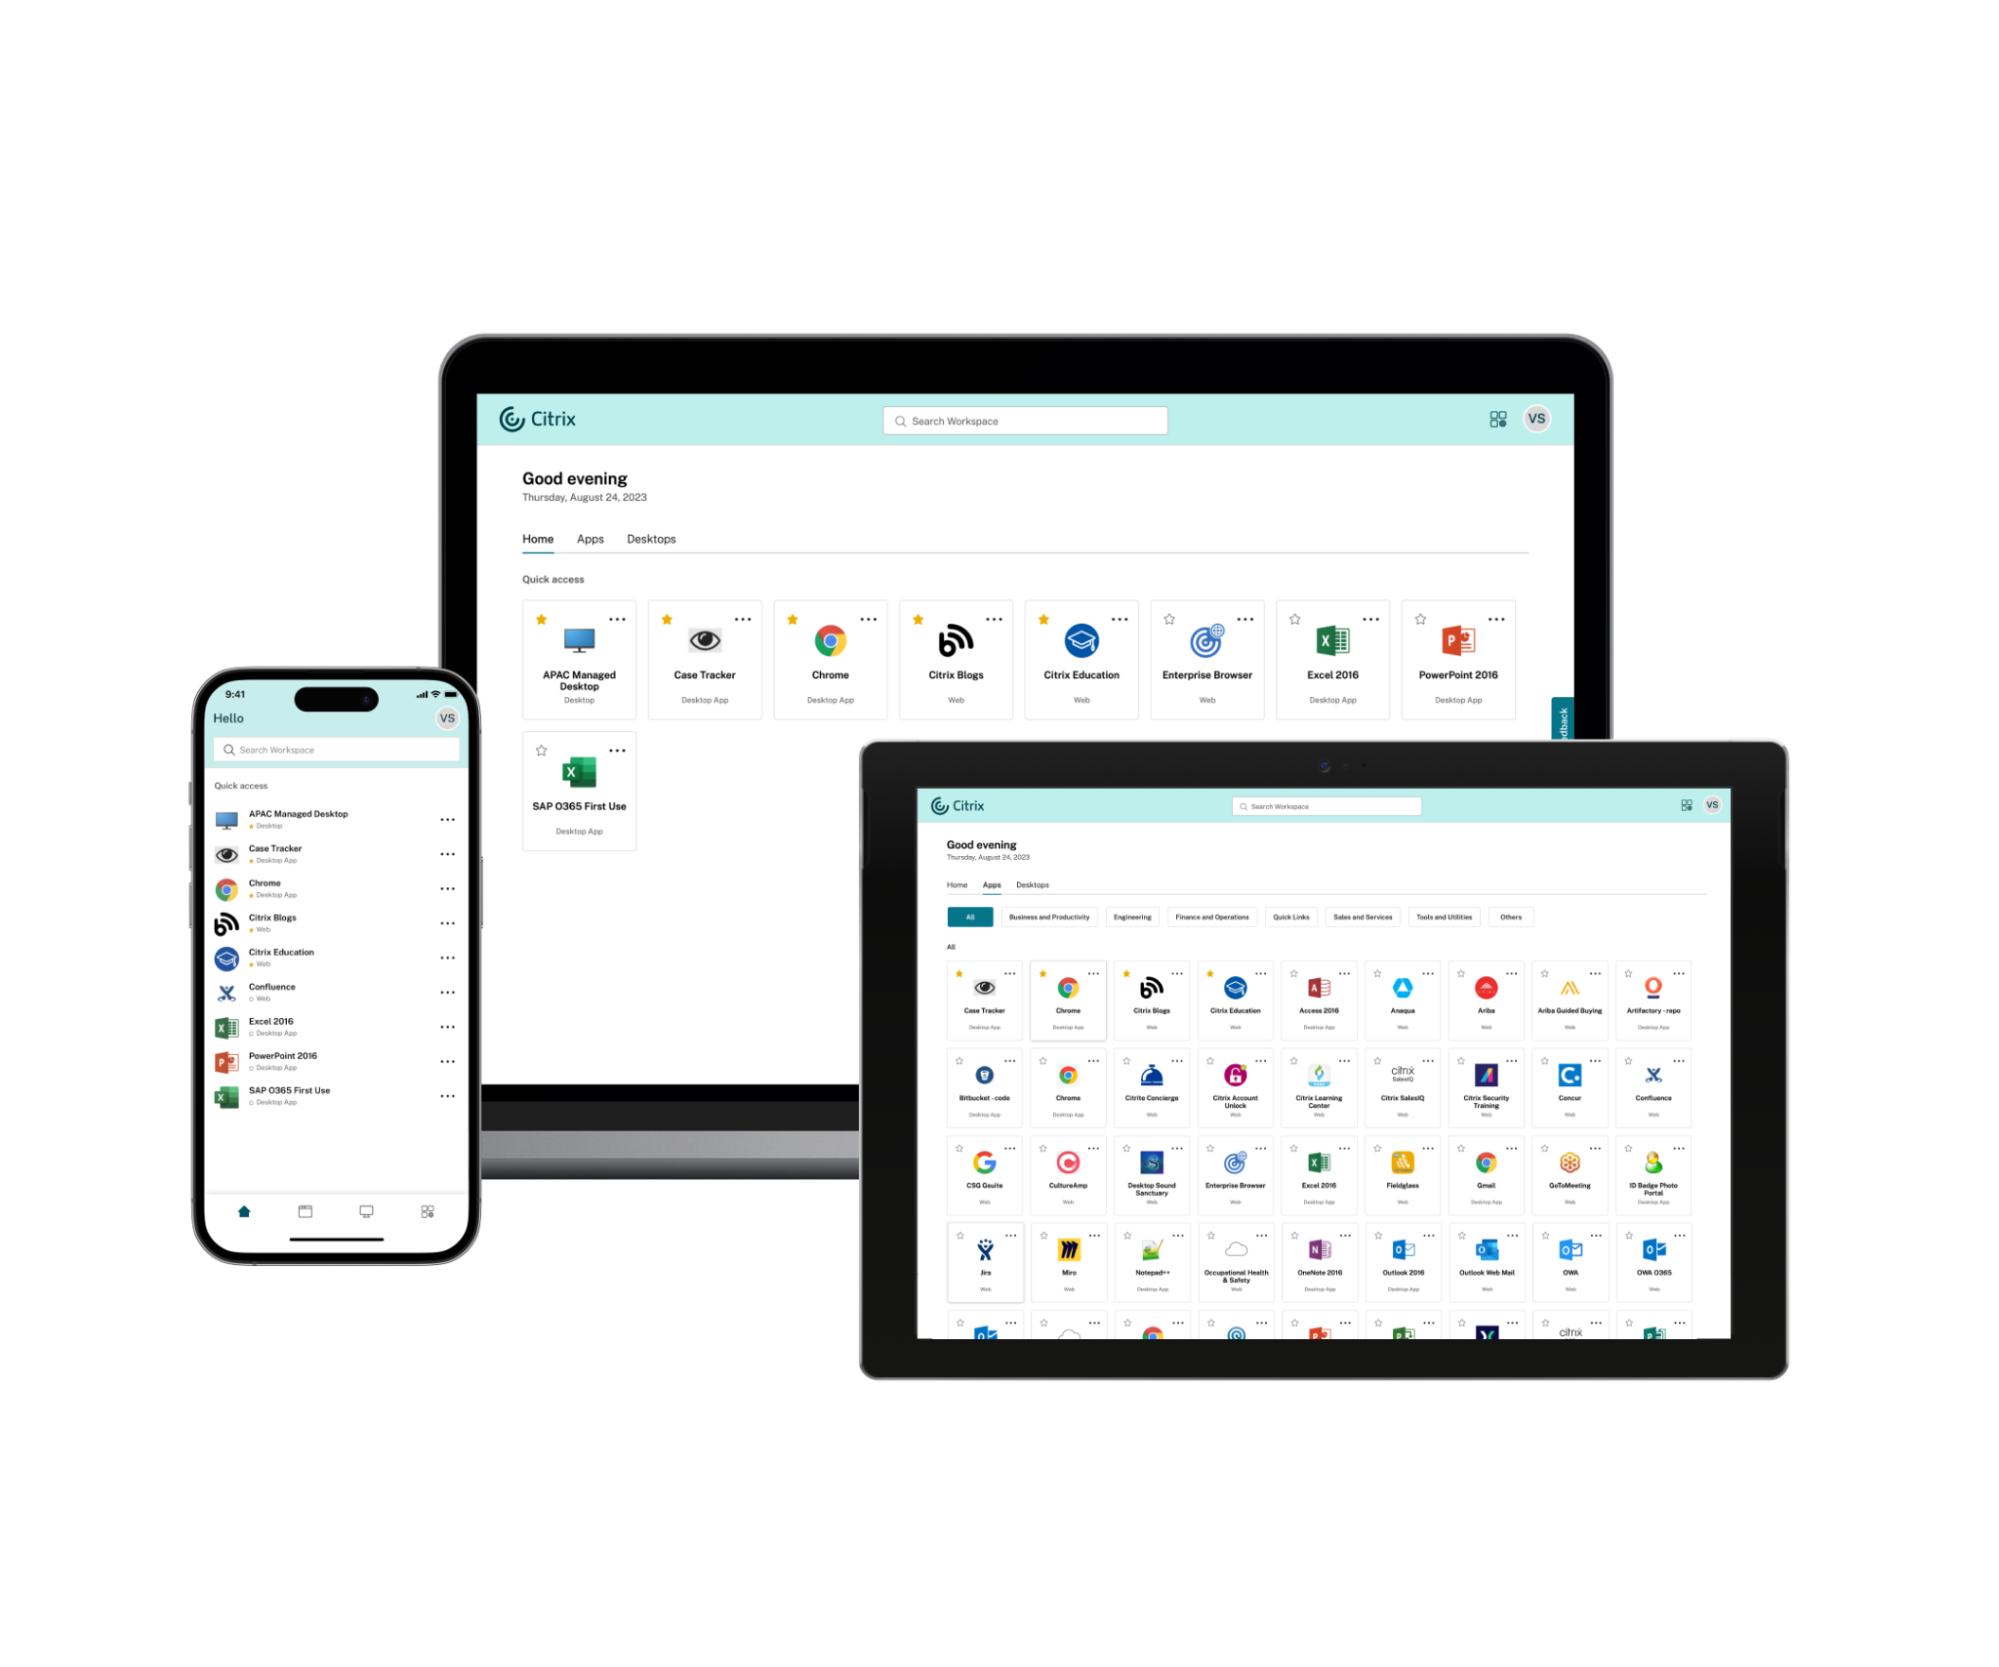 Citrix
Search Workspace
VS
Good evening
Thursday, August 24, 2023
Home Apps Desktops
Quick access
APAC Managed Desktop
Desktop
Case Tracker
Desktop App
Chrome
Desktop App
Citrix Blogs
Web
Citrix Education
Web
Enterprise Browser
Web
Excel 2016
Desktop App
PowerPoint 2016
Desktop App
SAP O365 First Use
Desktop App
9:41
Hello
VS
Search Workspace
Quick access
APAC Managed Desktop
Desktop
Case Tracker
Desktop App
Chrome
Desktop App
Citrix Blogs
Web
Citrix Education
Web
Confluence
Web
Excel 2016
Desktop App
PowerPoint 2016
Desktop App
SAP O365 First Use
Desktop App
Citrix
Search Workspace
VS
Good evening
Thursday, August 24, 2023
Home Apps Desktops
All Business and Productivity Engineering Finance and Operations Quick Links Sales and Services Tools and Utilities Others
All
Case Tracker
Desktop App
Chrome
Desktop App
Citrix Blogs
Web
Citrix Education
Web
Access 2016
Desktop App
Anaqua
Web
Ariba
Web
Ariba Guided Buying
Web
Artifactory - repo
Desktop App
Bitbucket - code
Desktop App
Chrome
Desktop App
Citrite Concierge
Web
Citrix Account
Unlock
Web
Citrix Learning
Center
Web
citrix
SalesIQ
Citrix SalesIQ
Web
Citrix Security
Training
Web
Concur
Web
Confluence
Web
CSG Gsuite
Web
CultureAmp
Web
Desktop Sound
Sanctuary
Web
Enterprise Browser
Web
Excel 2016
Desktop App
Fieldglass
Web
Gmail
Desktop App
GoToMeeting
Web
ID Badge Photo
Portal
Desktop App
Jira
Web
Miro
Web
Notepad++
Desktop App
Occupational Health
& Safety
Web
OneNote 2016
Desktop App
Outlook 2016
Desktop App
Outlook Web Mail
Web
OWA
Web
OWA O365
Web
citrix